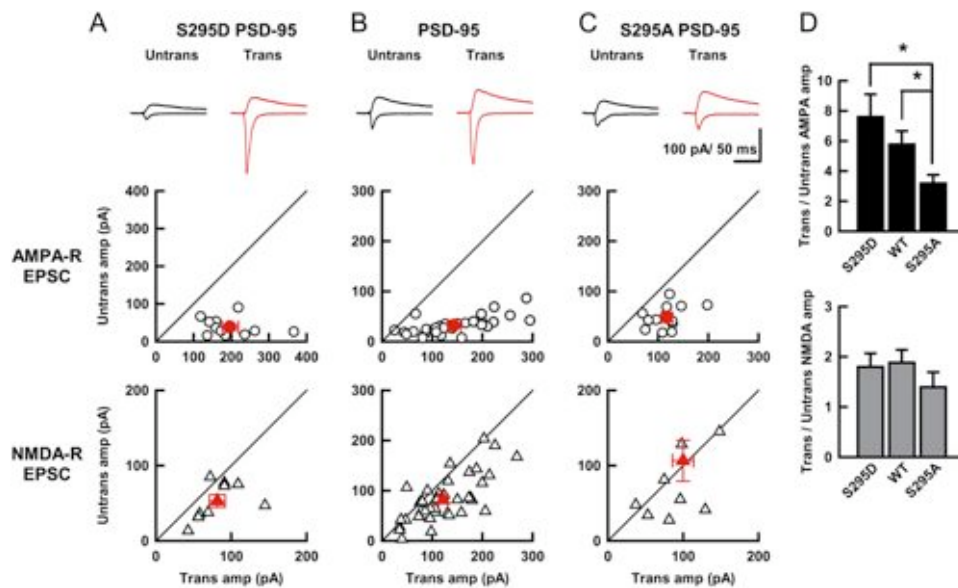 A
S295D PSD-95
Untrans Trans
B
PSD-95
Untrans Trans
C
S295A PSD-95
Untrans Trans
100 pA/ 50 ms
D
*
*
Trans / Untrans AMPA amp
8
6
4
2
0
S295D
WT
S295A
AMPA-R
EPSC
Untrans amp (pA)
400
300
200
100
0
0 100 200 300 400
300
200
100
0
0 100 200 300
300
200
100
0
0 100 200 300
Trans / Untrans NMDA amp
3
2
1
0
S295D
WT
S295A
NMDA-R
EPSC
Untrans amp (pA)
200
100
0
0 100 200
Trans amp (pA)
300
200
100
0
0 100 200 300
Trans amp (pA)
200
100
0
0 100 200
Trans amp (pA)